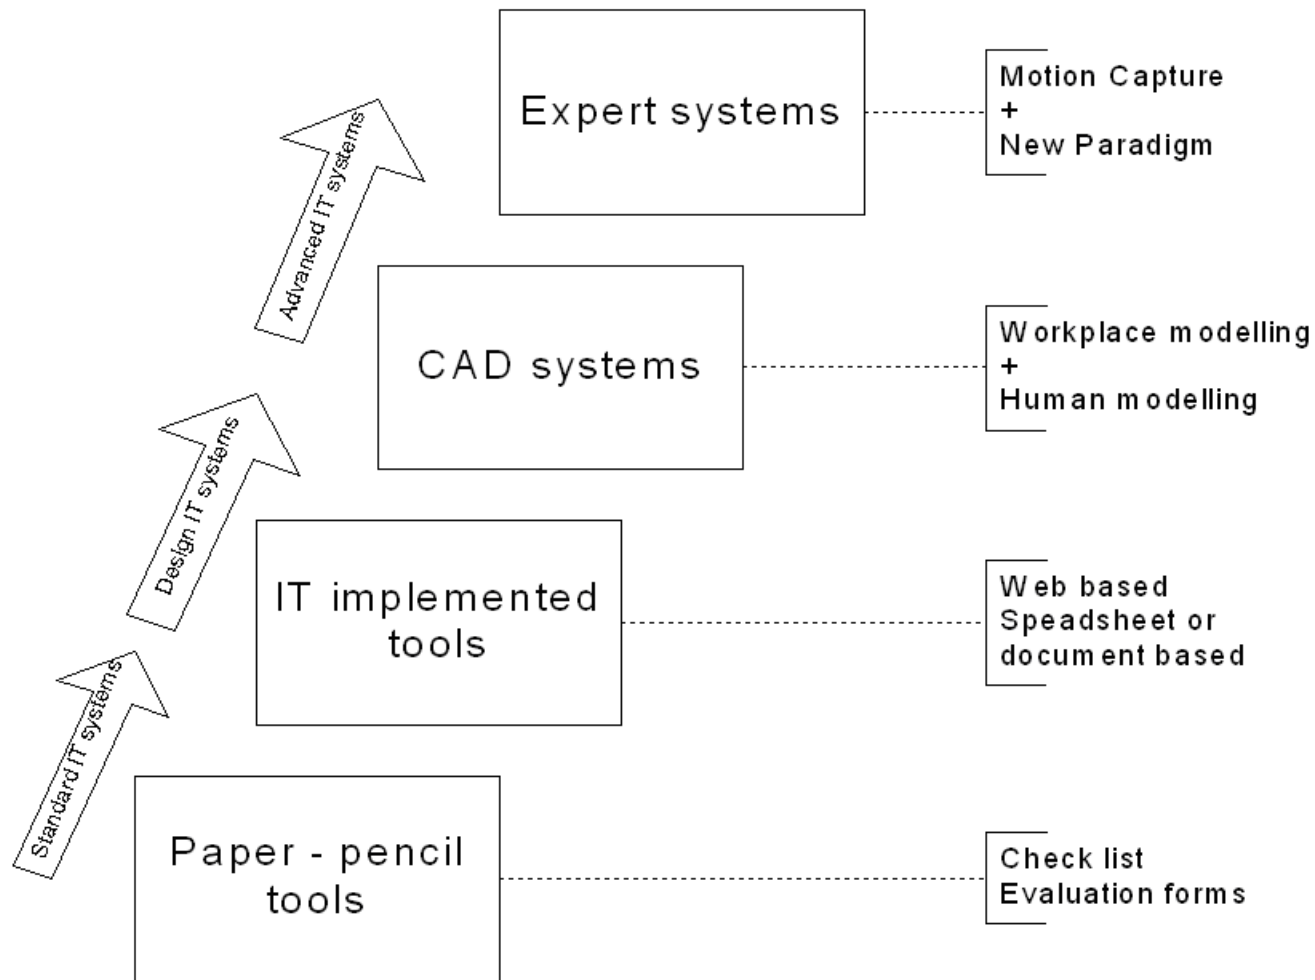 Expert systems
Motion Capture
+
New Paradigm
Advanced IT systems
CAD systems
Workplace modelling
+
Human modelling
Design IT systems
IT implemented
tools
Web based
Speadsheet or
document based
Standard IT systems
Paper - pencil
tools
Check list
Evaluation forms